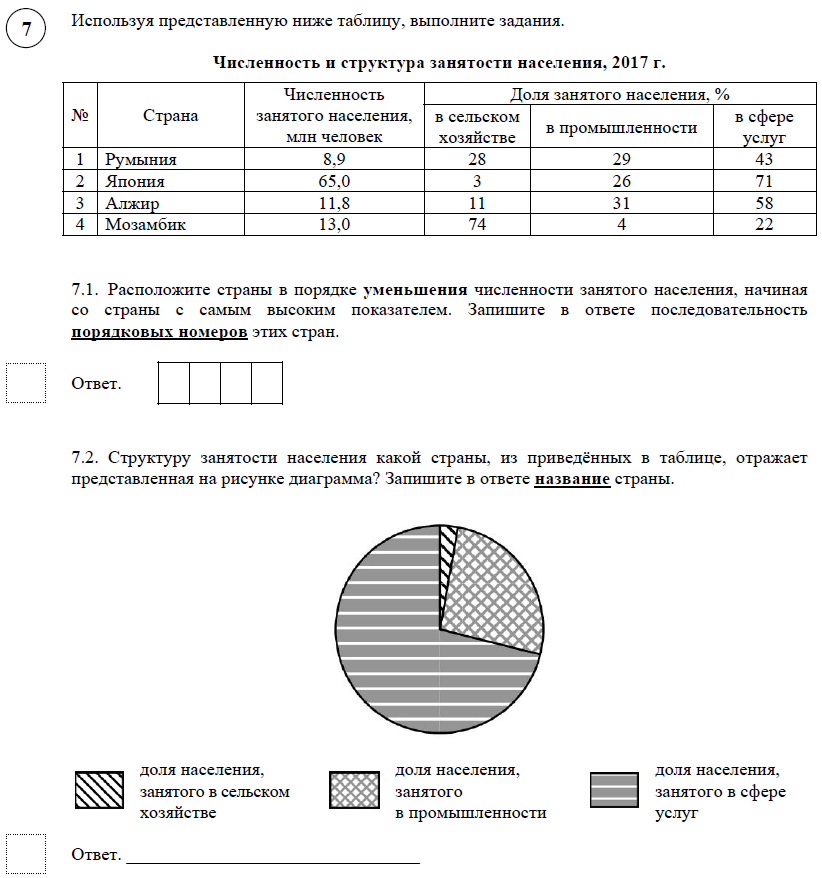 7
Используя представленную ниже таблицу, выполните задания.
Численность и структура занятости населения, 2017 г.
№ Страна Численность занятого населения, млн человек Доля занятого населения, %
в сельском хозяйстве в промышленности в сфере услуг
1 Румыния 8,9 28 29 43
2 Япония 65,0 3 26 71
3 Алжир 11,8 11 31 58
4 Мозамбик 13,0 74 4 22
7.1. Расположите страны в порядке уменьшения численности занятого населения, начиная
со страны с самым высоким показателем. Запишите в ответе последовательность
порядковых номеров этих стран.
Ответ.
7.2. Структуру занятости населения какой страны, из приведённых в таблице, отражает
представленная на рисунке диаграмма? Запишите в ответе название страны.
доля населения,
занятого в сельском
хозяйстве
доля населения,
занятого
в промышленности
доля населения,
занятого в сфере
услуг
Ответ.